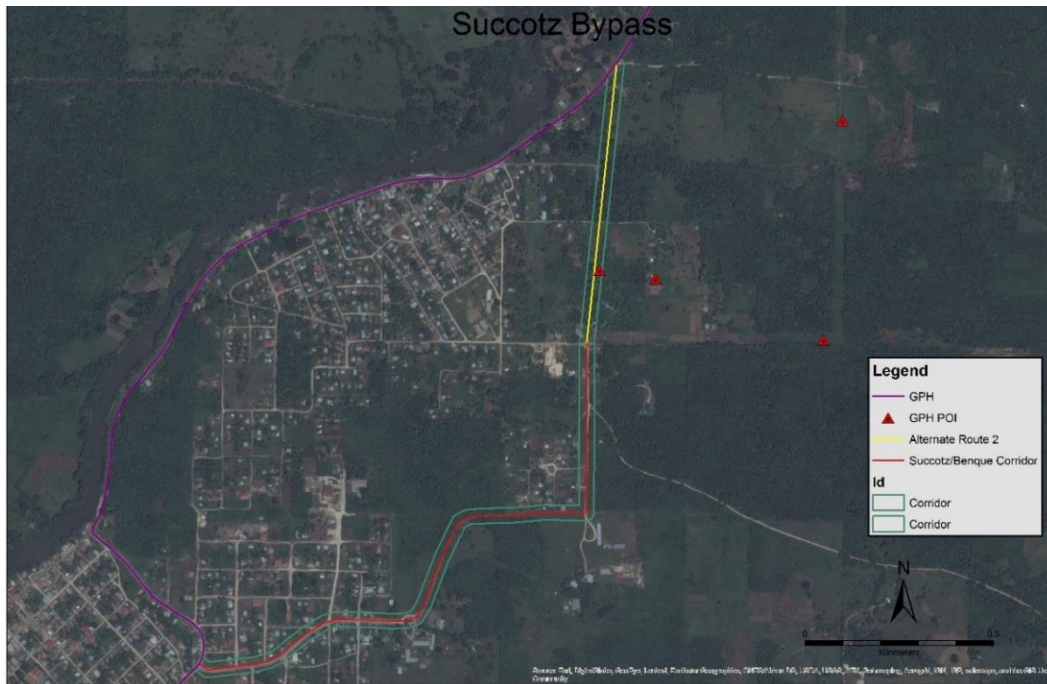 Succotz Bypass
Legend
GPH
GPH POI
Alternate Route 2
Succotz/Benque Corridor
Id
Corridor
Corridor
N
0 0.5
Kilometers
Community